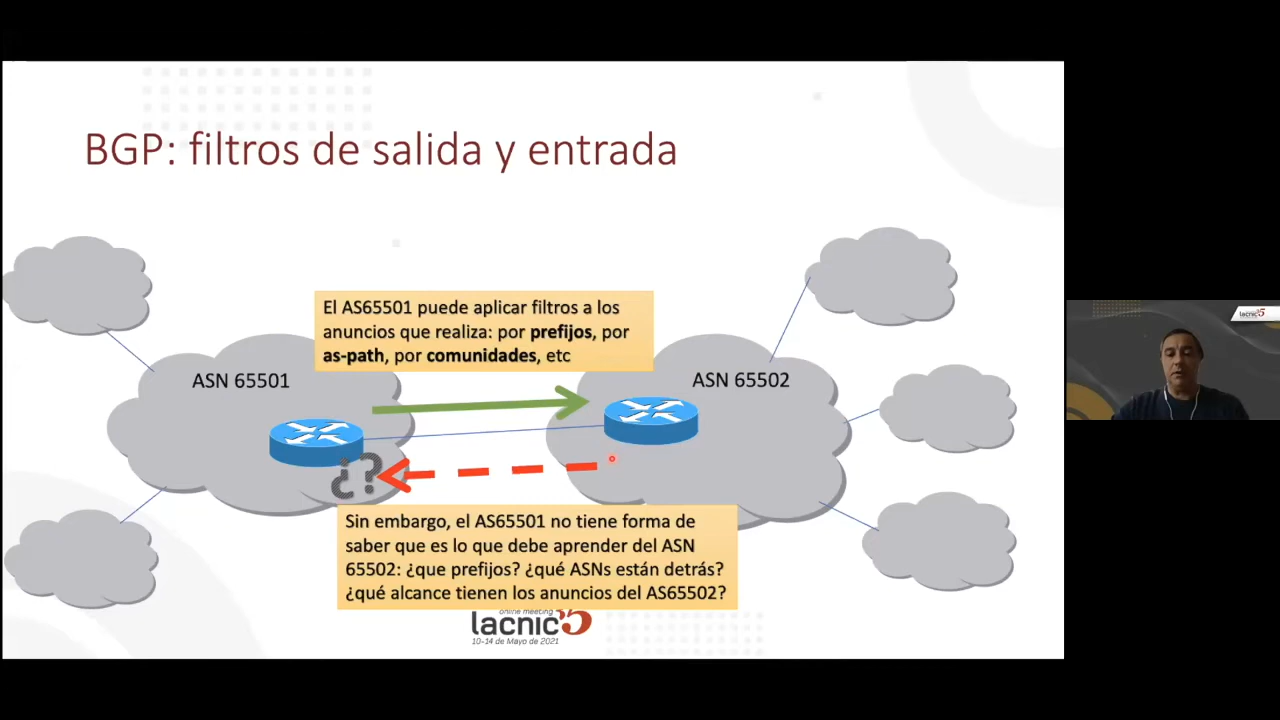 BGP: filtros de salida y entrada
El AS65501 puede aplicar filtros a los
anuncios que realiza: por prefijos, por
as-path, por comunidades, etc
ASN 65501
ASN 65502
¿?
Sin embargo, el AS65501 no tiene forma de
saber que es lo que debe aprender del ASN
65502: ¿que prefijos? ¿qué ASNs están detrás?
¿qué alcance tienen los anuncios del AS65502?
online meeting
lacnic35
10-14 de Mayo de 2021
lacnic35